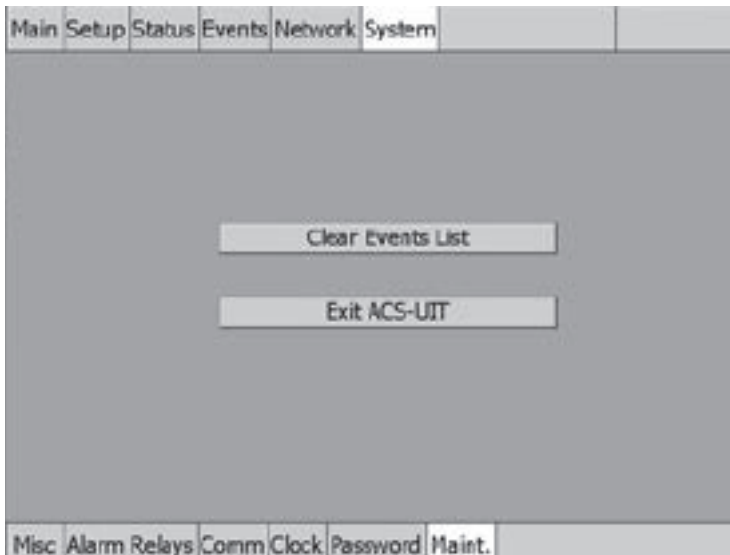 Main Setup Status Events Network System
Clear Events List
Exit ACS-UIT
Misc Alarm Relays Comm Clock Password Maint.